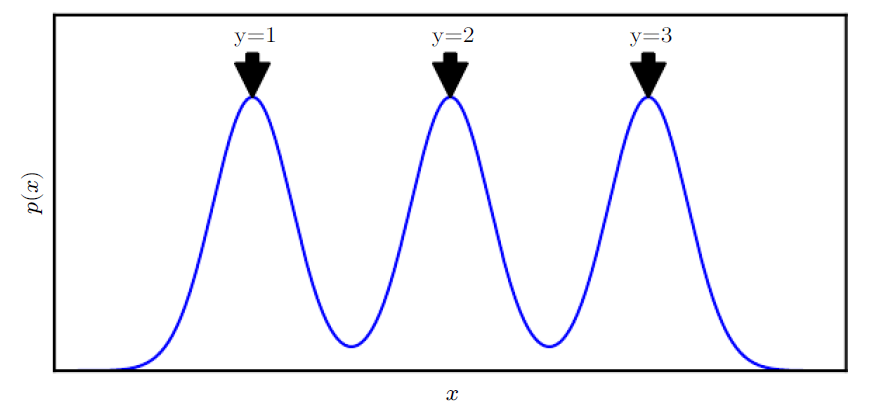 y=1 y=2 y=3
p(x)
x